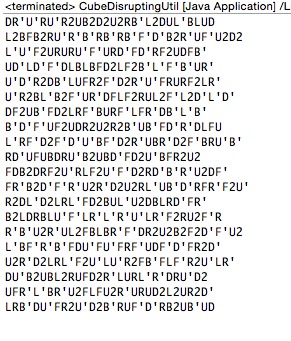 <terminated> CubeDisruptingUtil [Java Application] /L
DR'U'RU'R2UB2D2U2RB'L2DUL'BLUD
L2BFB2RU'R'B'RB'RB'F'D'B2R'UF'U2D2
L'U'F2URURU'F'URD'FD'RF2UDFB'
UD'LD'F'DLBLBFD2LF2B'L'F'B'UR'
U'D'R2DB'LUFR'F'D2R'U'FRURF2LR'
U'R2BL'B2F'UR'DFLF2RUL2F'L2D'L'D'
DF2UB'FD2LRF'BURF'LFR'DB'L'B'
B'D'F'UF2UDR2U2R2B'UB'FD'R'DLFU
L'RF'D2F'D'U'BF'D2R'UBR'D2F'BRU'B'
RD'UFUBDRU'B2UBD'FD2U'BFR2U2
FDB2DRF2U'RLF2U'F'D2RD'B'R'U2DF'
FR'B2D'F'R'U2R'D2U2RL'UB'D'RFR'F2U'
R2DL'D2LRL'FD2BUL'U2DBLRD'FR'
B2LDRBLU'F'LR'L'R'U'LR'F2RU2F'R
R'B'U2R'UL2FBLBR'F'DR2U2B2F2D'F'U2
L'BF'R'B'FDU'FU'FRF'UDF'D'FR2D'
U2R'D2LRL'F2U'LU'R2FB'FLF'R2U'LR'
DU'B2UBL2RUFD2R'LURL'R'DRU'D2
UFR'L'BR'U2FLFU2R'URUD2L2UR2D'
LRB'DU'FR2U'D2B'RUF'D'RB2UB'UD